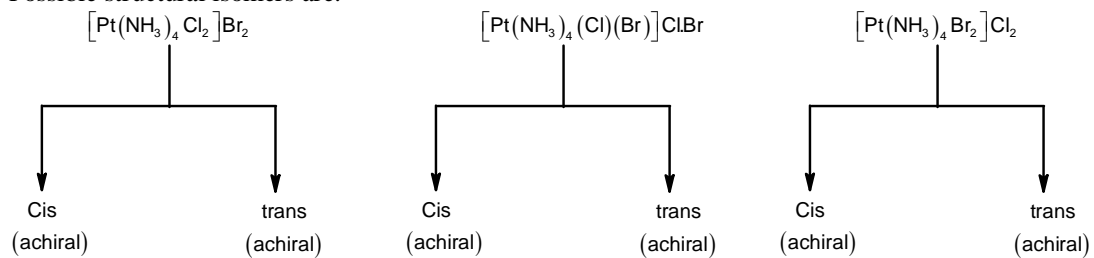 Possible structural isomers are:
[Pt(NH₃)₄Cl₂]Br₂ [Pt(NH₃)₄(Cl)(Br)]Cl.Br [Pt(NH₃)₄Br₂]Cl₂
Cis trans Cis trans Cis trans
(achiral) (achiral) (achiral) (achiral) (achiral) (achiral)